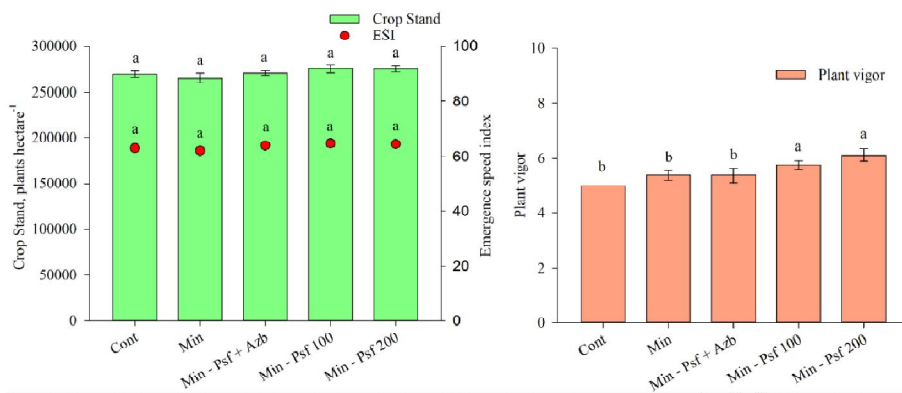 Crop Stand
ESI
300000
250000
200000
150000
100000
50000
0
Crop Stand, plants hectare-1
a a a a a
a a a a a
100
80
60
40
20
0
Emergence speed index
Cont
Min
Min - Psf + Azb
Min - Psf 100
Min - Psf 200
Plant vigor
10
8
6
4
2
0
Plant vigor
b b b a a
Cont
Min
Min - Psf + Azb
Min - Psf 100
Min - Psf 200